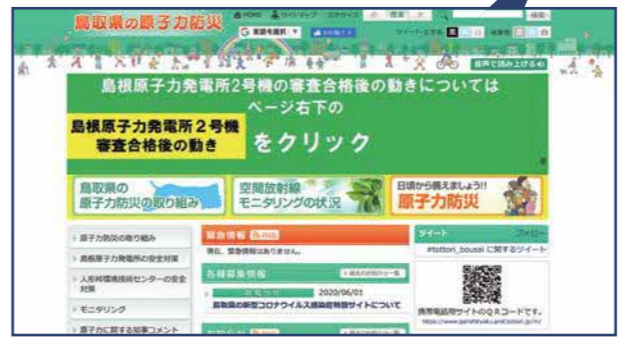 鳥取県の原子力防災
HOME サイトマップ 文字サイズ 小 標準 大 検索
言語を選択 ▼
音声で読み上げる
島根原子力発電所2号機の審査合格後の動きについては
ページ右下の
島根原子力発電所2号機
審査合格後の動き
をクリック
鳥取県の
原子力防災の取り組み
空間放射線
モニタリングの状況
日頃から備えましょう!!
原子力防災
原子力防災の取り組み
島根原子力発電所の安全対策
人形峠環境技術センターの安全
対策
モニタリング
原子力に関する知事コメント
緊急情報
現在、緊急情報はありません。
各種募集情報
過去のお知らせ一覧
2020/06/01
鳥取県の新型コロナウイルス感染症特設サイトについて
ツイート
フォロー
#tottori_bousai に関するツイート
携帯電話用サイトのQRコードです。